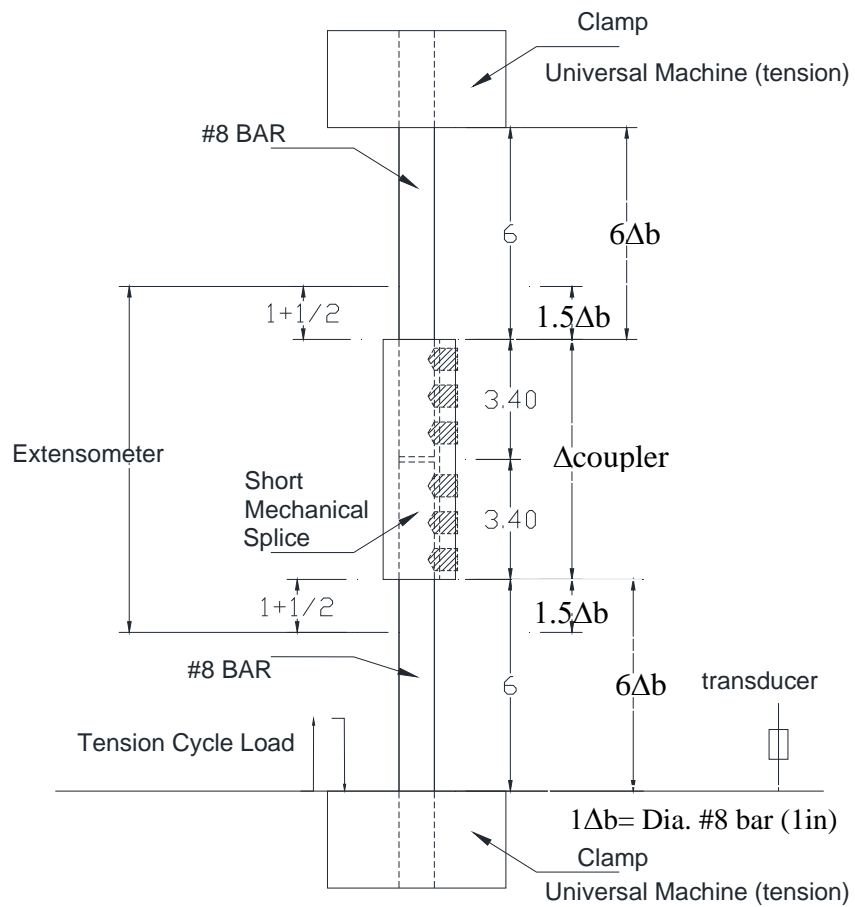 Clamp
Universal Machine (tension)
#8 BAR
6
6Δb
1+1/2
1.5Δb
3.40
Extensometer
Δcoupler
Short
Mechanical
Splice
3.40
1+1/2
1.5Δb
#8 BAR
6
6Δb
transducer
Tension Cycle Load
1Δb= Dia. #8 bar (1in)
Clamp
Universal Machine (tension)